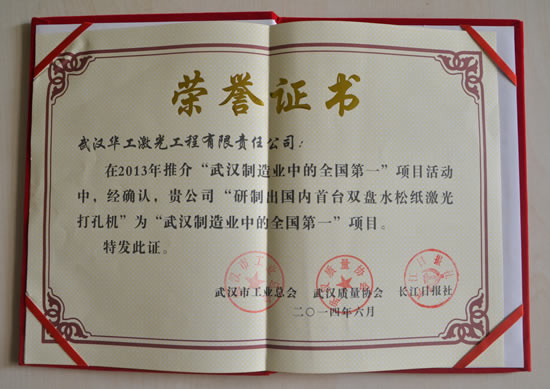 荣誉证书
武汉华工激光工程有限责任公司：
在2013年推介“武汉制造业中的全国第一”项目活动
中，经确认，贵公司“研制出国内首台双盘水松纸激光
打孔机”为“武汉制造业中的全国第一”项目。
特发此证。
武汉市工业总会 武汉质量协会 长江日报社
二〇一四年六月